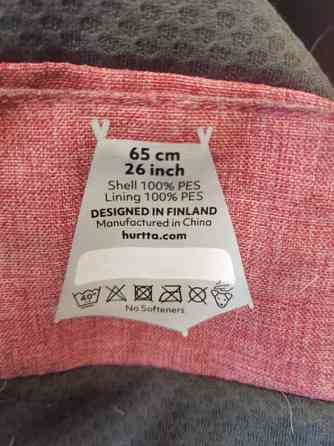 65 cm
26 inch
Shell 100% PES
Lining 100% PES
DESIGNED IN FINLAND
Manufactured in China
hurtta.com
40°
No Softeners